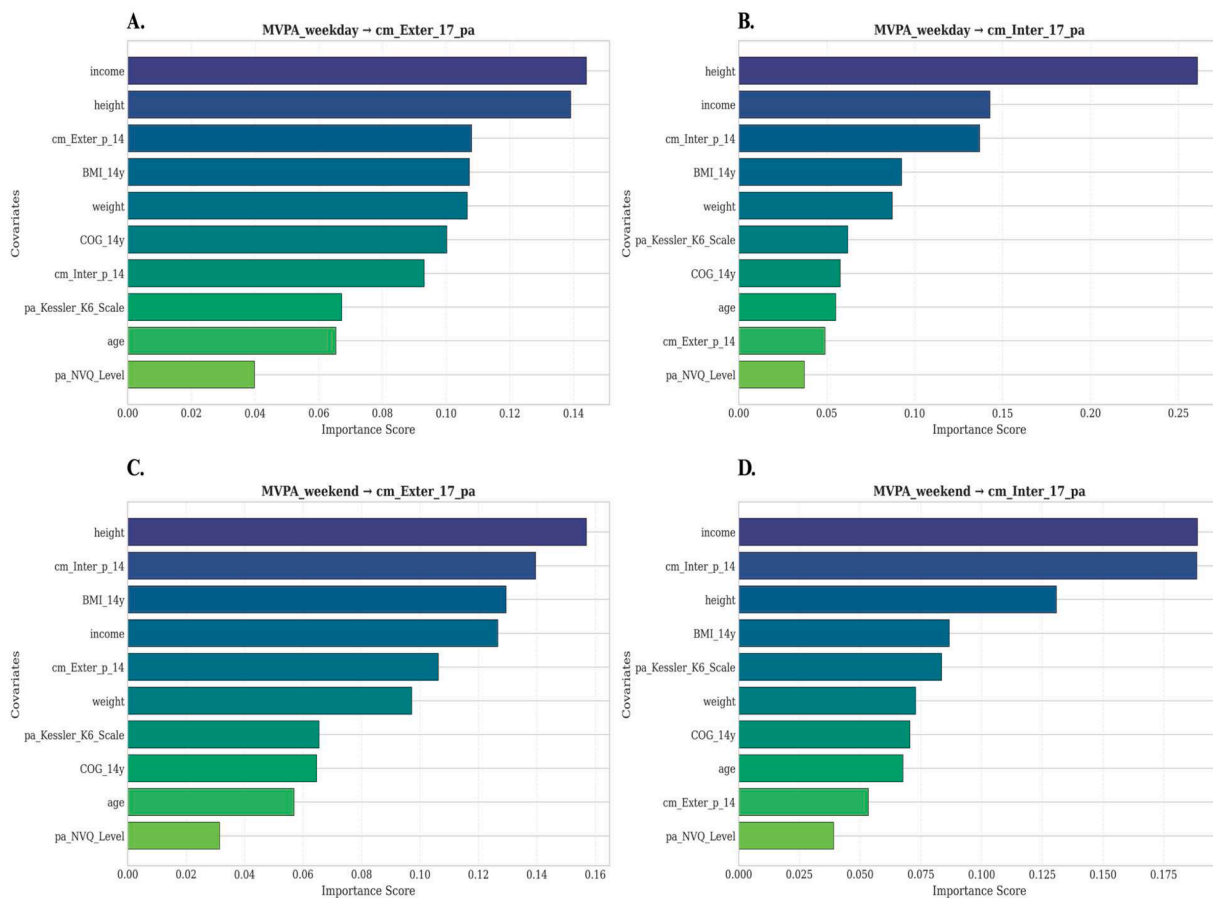 A.
MVPA_weekday → cm_Exter_17_pa
Covariates
income
height
cm_Exter_p_14
BMI_14y
weight
COG_14y
cm_Inter_p_14
pa_Kessler_K6_Scale
age
pa_NVQ_Level
0.00 0.02 0.04 0.06 0.08 0.10 0.12 0.14
Importance Score
B.
MVPA_weekday → cm_Inter_17_pa
Covariates
height
income
cm_Inter_p_14
BMI_14y
weight
pa_Kessler_K6_Scale
COG_14y
age
cm_Exter_p_14
pa_NVQ_Level
0.00 0.05 0.10 0.15 0.20 0.25
Importance Score
C.
MVPA_weekend → cm_Exter_17_pa
Covariates
height
cm_Inter_p_14
BMI_14y
income
cm_Exter_p_14
weight
pa_Kessler_K6_Scale
COG_14y
age
pa_NVQ_Level
0.00 0.02 0.04 0.06 0.08 0.10 0.12 0.14 0.16
Importance Score
D.
MVPA_weekend → cm_Inter_17_pa
Covariates
income
cm_Inter_p_14
height
BMI_14y
pa_Kessler_K6_Scale
weight
COG_14y
age
cm_Exter_p_14
pa_NVQ_Level
0.000 0.025 0.050 0.075 0.100 0.125 0.150 0.175
Importance Score